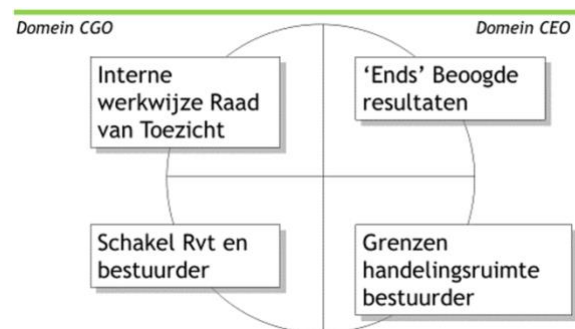 Domein CGO
Domein CEO
Interne
werkwijze Raad
van Toezicht
‘Ends’ Beoogde
resultaten
Schakel Rvt en
bestuurder
Grenzen
handelingsruimte
bestuurder